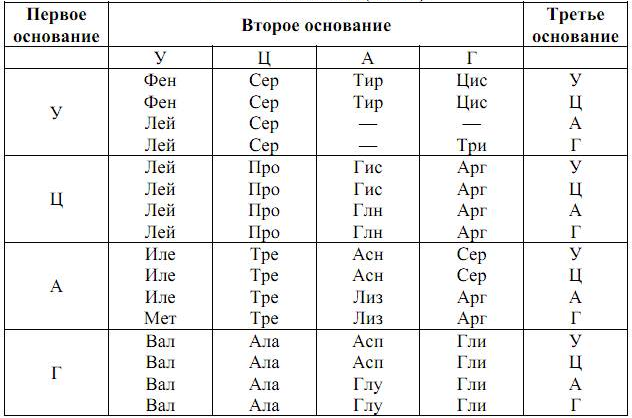 Первое основание Второе основание Третье основание
У Ц А Г
У
Фен Сер Тир Цис У
Фен Сер Тир Цис Ц
Лей Сер — — А
Лей Сер — Три Г
Ц
Лей Про Гис Арг У
Лей Про Гис Арг Ц
Лей Про Глн Арг А
Лей Про Глн Арг Г
А
Иле Тре Асн Сер У
Иле Тре Асн Сер Ц
Иле Тре Лиз Арг А
Мет Тре Лиз Арг Г
Г
Вал Ала Асп Гли У
Вал Ала Асп Гли Ц
Вал Ала Глу Гли А
Вал Ала Глу Гли Г